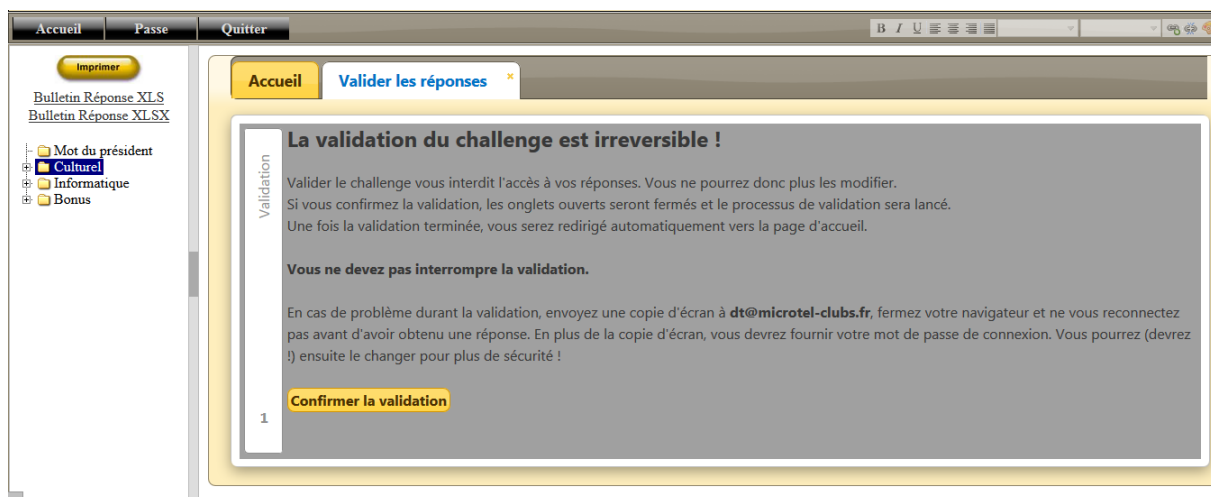 Accueil Passe Quitter B I U
Imprimer
Bulletin Réponse XLS
Bulletin Réponse XLSX
Mot du président
Culturel
Informatique
Bonus
Accueil Valider les réponses ×
Validation
1
La validation du challenge est irreversible !
Valider le challenge vous interdit l'accès à vos réponses. Vous ne pourrez donc plus les modifier.
Si vous confirmez la validation, les onglets ouverts seront fermés et le processus de validation sera lancé.
Une fois la validation terminée, vous serez redirigé automatiquement vers la page d'accueil.
Vous ne devez pas interrompre la validation.
En cas de problème durant la validation, envoyez une copie d'écran à dt@microtel-clubs.fr, fermez votre navigateur et ne vous reconnectez
pas avant d'avoir obtenu une réponse. En plus de la copie d'écran, vous devrez fournir votre mot de passe de connexion. Vous pourrez (devrez
!) ensuite le changer pour plus de sécurité !
Confirmer la validation